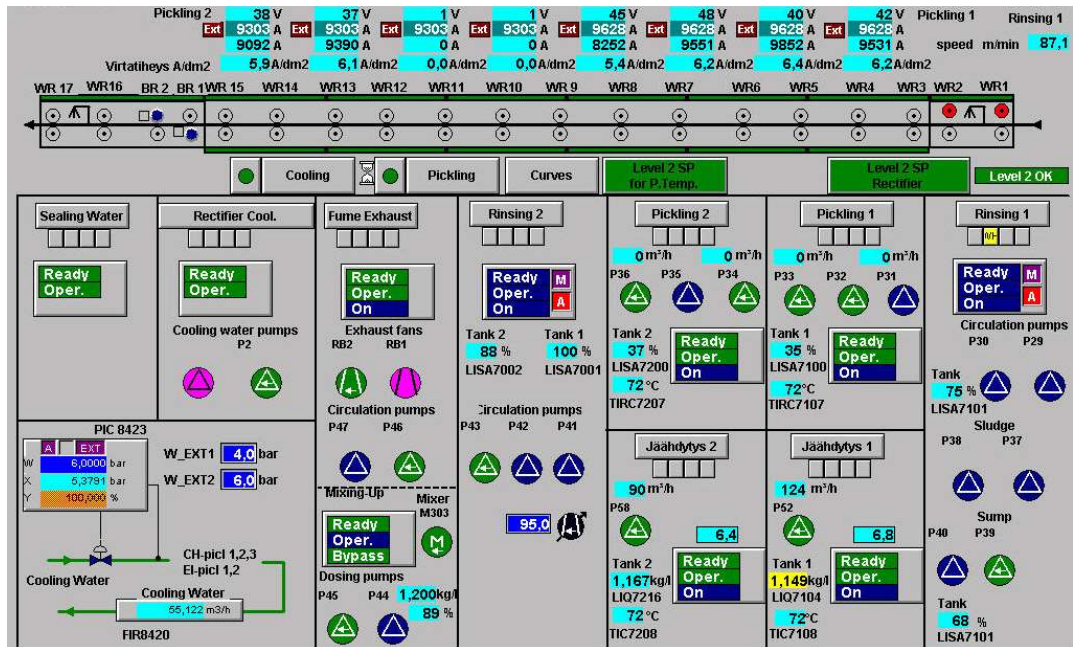 Pickling 2 38 V 37 V 1 V 1 V 45 V 48 V 40 V 42 V Pickling 1 Rinsing 1
Ext 9303 A Ext 9303 A Ext 9303 A Ext 9303 A Ext 9628 A Ext 9628 A Ext 9628 A Ext 9628 A
9092 A 9390 A 0 A 0 A 8252 A 9551 A 9852 A 9531 A speed m/min 87,1
Virtatiheys A/dm2 5,9 A/dm2 6,1 A/dm2 0,0 A/dm2 0,0 A/dm2 5,4 A/dm2 6,2 A/dm2 6,4 A/dm2 6,2 A/dm2
WR 17 WR16 BR 2 BR 1 WR 15 WR14 WR13 WR12 WR11 WR10 WR 9 WR8 WR7 WR6 WR5 WR4 WR3 WR2 WR1
Cooling Pickling Curves Level 2 SP for P.Temp. Level 2 SP Rectifier Level 2 OK
Sealing Water
Ready
Oper.
Rectifier Cool.
Ready
Oper.
Cooling water pumps
P2
PIC 8423
A EXT
W 6,0000 bar
X 5,3791 bar
Y 100,000 %
W_EXT1 4,0 bar
W_EXT2 6,0 bar
CH-picl 1,2,3
El-picl 1,2
Cooling Water
Cooling Water
55,122 m3/h
FIR8420
Fume Exhaust
Ready
Oper.
On
Exhaust fans
RB2 RB1
Circulation pumps
P47 P46
Mixing-Up
Mixer
M303
Ready
Oper.
Bypass
M
Dosing pumps
P45 P44 1,200 kg/l
89 %
Rinsing 2
Ready M
Oper.
On A
Tank 2 Tank 1
88 % 100 %
LISA7002 LISA7001
Circulation pumps
P43 P42 P41
95,0
Pickling 2
0 m³/h 0 m³/h
P36 P35 P34
Tank 2
37 %
LISA7200
72 °C
TIRC7207
Ready
Oper.
On
Jäähdytys 2
90 m³/h
P58
6,4
Tank 2
1,167 kg/l
LIQ7216
72 °C
TIC7208
Ready
Oper.
On
Pickling 1
0 m³/h 0 m³/h
P33 P32 P31
Tank 1
35 %
LISA7100
72 °C
TIRC7107
Ready
Oper.
On
Jäähdytys 1
124 m³/h
P52
6,8
Tank 1
1,149 kg/l
LIQ7104
72 °C
TIC7108
Ready
Oper.
On
Rinsing 1
Ready M
Oper.
On A
Circulation pumps
P30 P29
Tank
75 %
LISA7101
Sludge
P38 P37
Sump
P40 P39
Tank
68 %
LISA7101